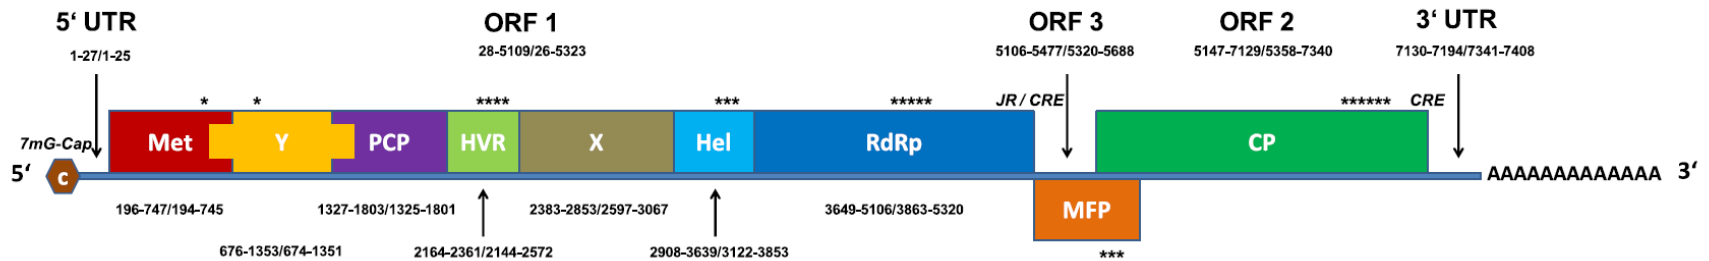 5‘ UTR ORF 1 ORF 3 ORF 2 3‘ UTR
1-27/1-25 28-5109/26-5323 5106-5477/5320-5688 5147-7129/5358-7340 7130-7194/7341-7408
* * **** *** ***** JR / CRE ****** CRE
7mG-Cap Met Y PCP HVR X Hel RdRp CP
5‘ C AAAAAAAAAAAAA 3‘
196-747/194-745 1327-1803/1325-1801 2383-2853/2597-3067 3649-5106/3863-5320 MFP
676-1353/674-1351 2164-2361/2144-2572 2908-3639/3122-3853 ***